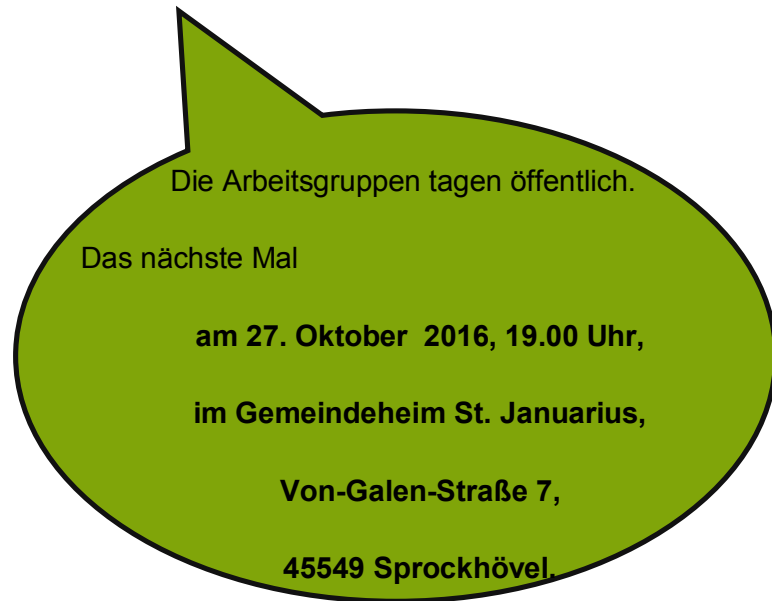 Die Arbeitsgruppen tagen öffentlich.
Das nächste Mal
am 27. Oktober  2016, 19.00 Uhr,
im Gemeindeheim St. Januarius,
Von-Galen-Straße 7,
45549 Sprockhövel.